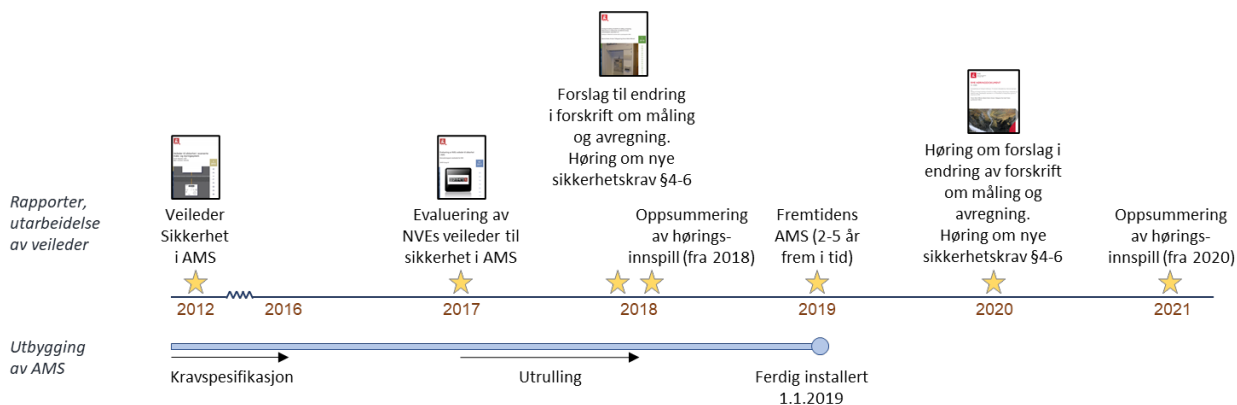 Forslag til endring
i forskrift om måling
og avregning.
Høring om nye
sikkerhetskrav §4-6
Høring om forslag i
endring av forskrift
om måling og
avregning.
Høring om nye
sikkerhetskrav §4-6
Rapporter,
utarbeidelse
av veileder
Veileder
Sikkerhet
i AMS
Evaluering av
NVEs veileder til
sikkerhet i AMS
Oppsummering
av hørings-
innspill (fra 2018)
Fremtidens
AMS (2-5 år
frem i tid)
Oppsummering
av hørings-
innspill (fra 2020)
2012
2016
2017
2018
2019
2020
2021
Utbygging
av AMS
Kravspesifikasjon
Utrulling
Ferdig installert
1.1.2019